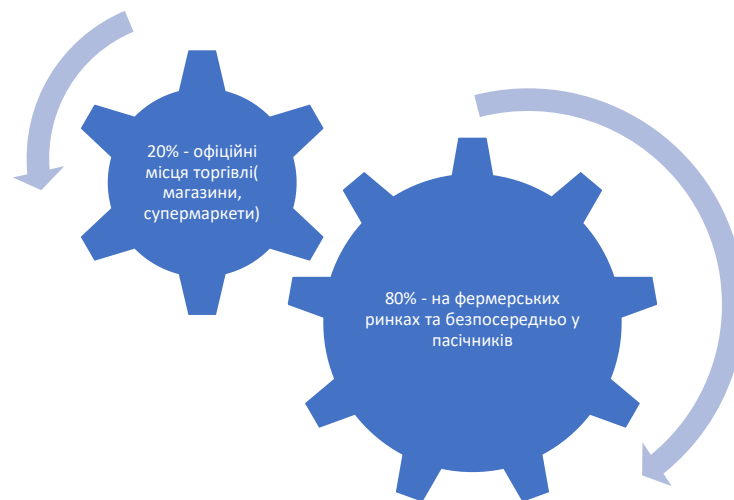 20% - офіційні
місця торгівлі(
магазини,
супермаркети)
80% - на фермерських
ринках та безпосередньо у
пасічників